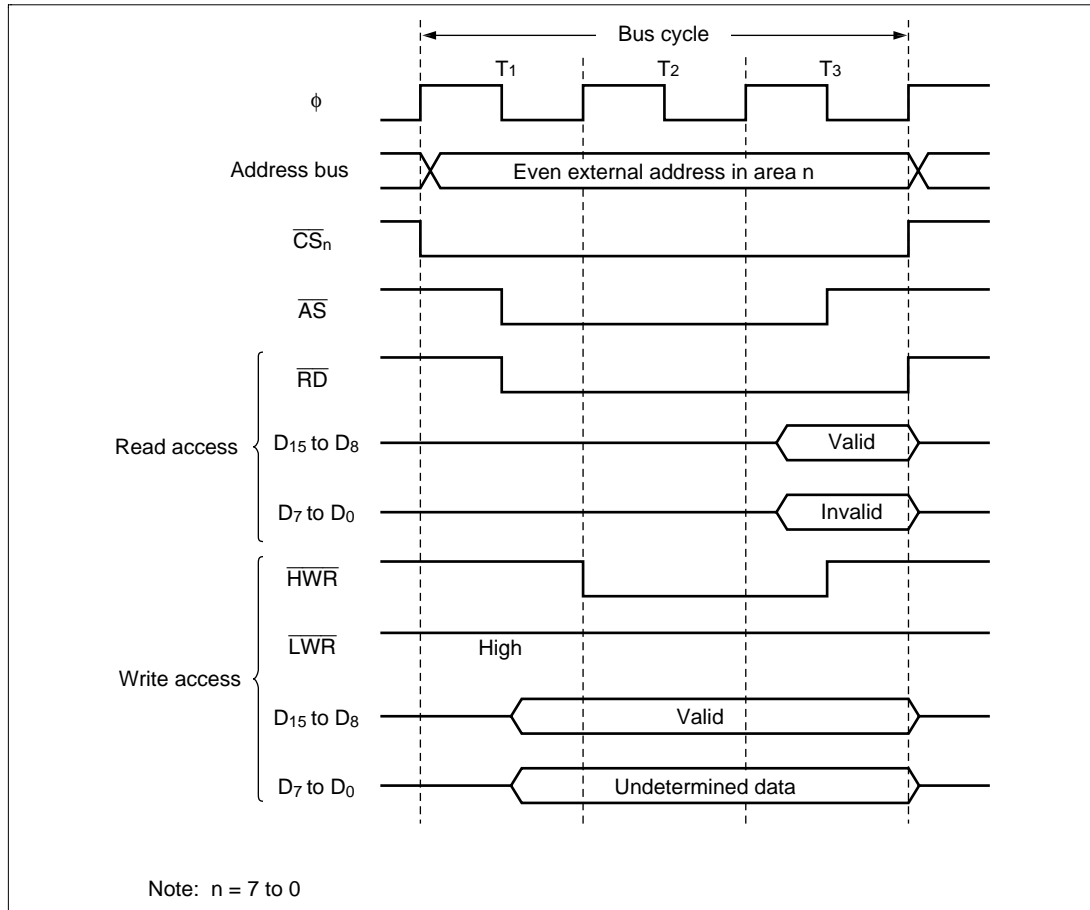 Bus cycle
T1 T2 T3
ϕ
Address bus
Even external address in area n
CSn
AS
RD
Read access
D15 to D8
Valid
D7 to D0
Invalid
HWR
LWR
High
Write access
D15 to D8
Valid
D7 to D0
Undetermined data
Note: n = 7 to 0